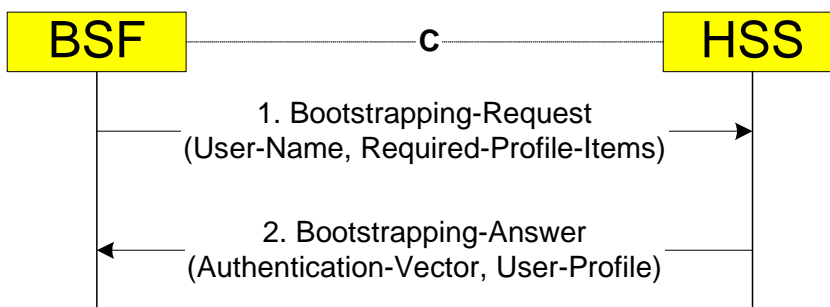 BSF
C
HSS
1. Bootstrapping-Request
(User-Name, Required-Profile-Items)
2. Bootstrapping-Answer
(Authentication-Vector, User-Profile)